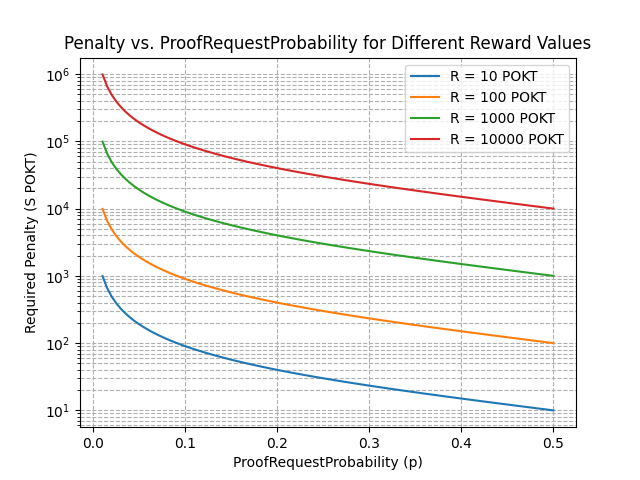 Penalty vs. ProofRequestProbability for Different Reward Values
R = 10 POKT
R = 100 POKT
R = 1000 POKT
R = 10000 POKT
Required Penalty (S POKT)
10^6
10^5
10^4
10^3
10^2
10^1
0.0 0.1 0.2 0.3 0.4 0.5
ProofRequestProbability (p)